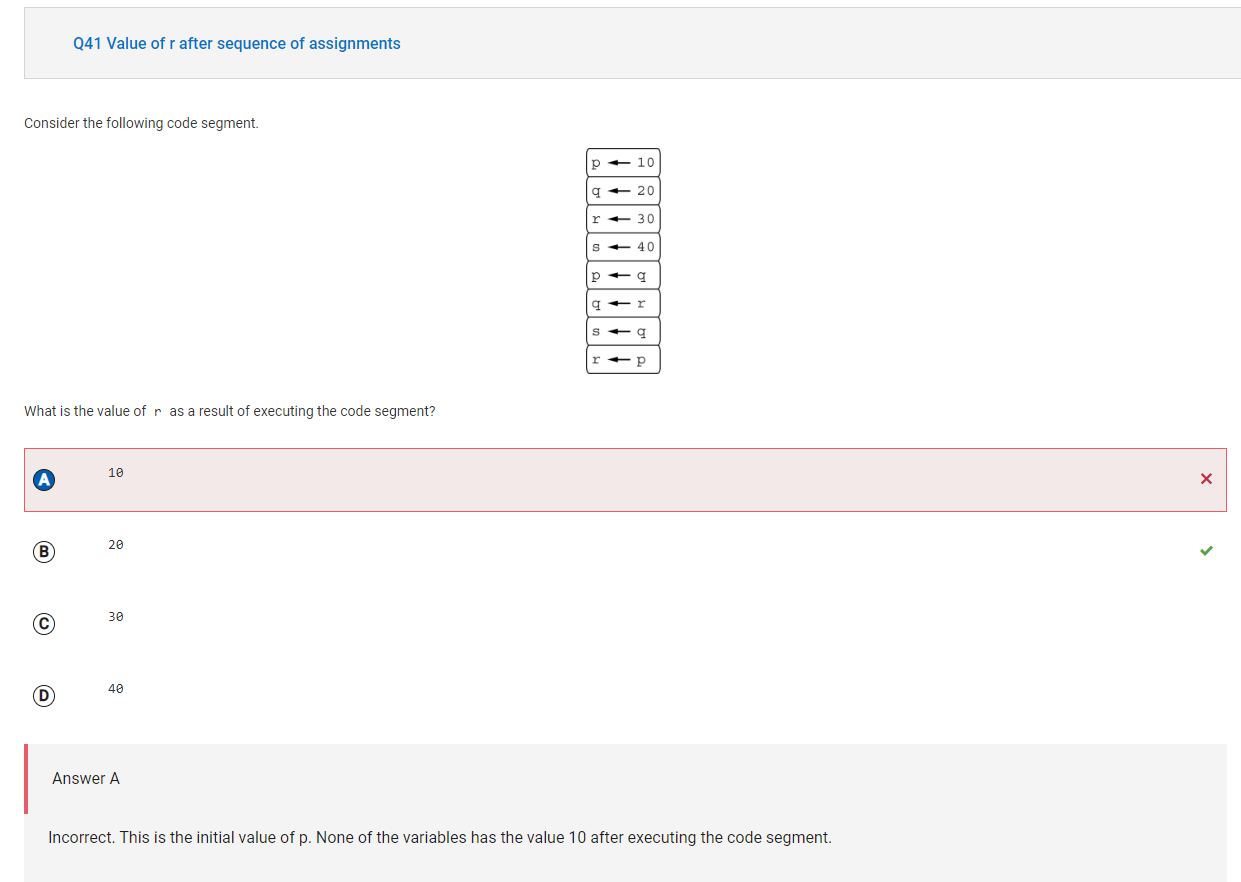 Q41 Value of r after sequence of assignments
Consider the following code segment.
p ← 10
q ← 20
r ← 30
s ← 40
p ← q
q ← r
s ← q
r ← p
What is the value of r as a result of executing the code segment?
A 10
B 20
C 30
D 40
Answer A
Incorrect. This is the initial value of p. None of the variables has the value 10 after executing the code segment.